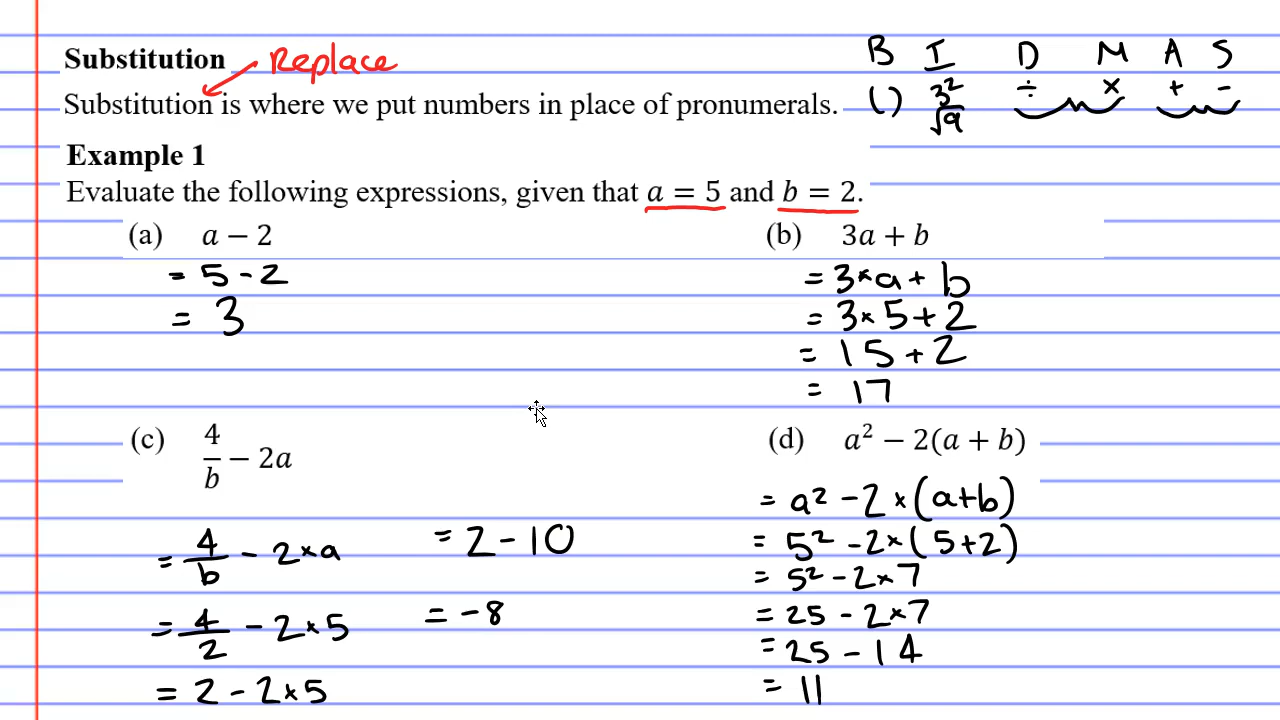 Substitution Replace
B I D M A S
Substitution is where we put numbers in place of pronumerals.
( ) 3² ÷ × + -
√9
Example 1
Evaluate the following expressions, given that a = 5 and b = 2.
(a) a − 2
= 5 - 2
= 3
(b) 3a + b
= 3 × a + b
= 3 × 5 + 2
= 15 + 2
= 17
(c) 4/b − 2a
= 4/b - 2 × a
= 4/2 - 2 × 5
= 2 - 2 × 5
= 2 - 10
= -8
(d) a² − 2(a + b)
= a² - 2 × (a+b)
= 5² - 2 × (5+2)
= 5² - 2 × 7
= 25 - 2 × 7
= 25 - 14
= 11